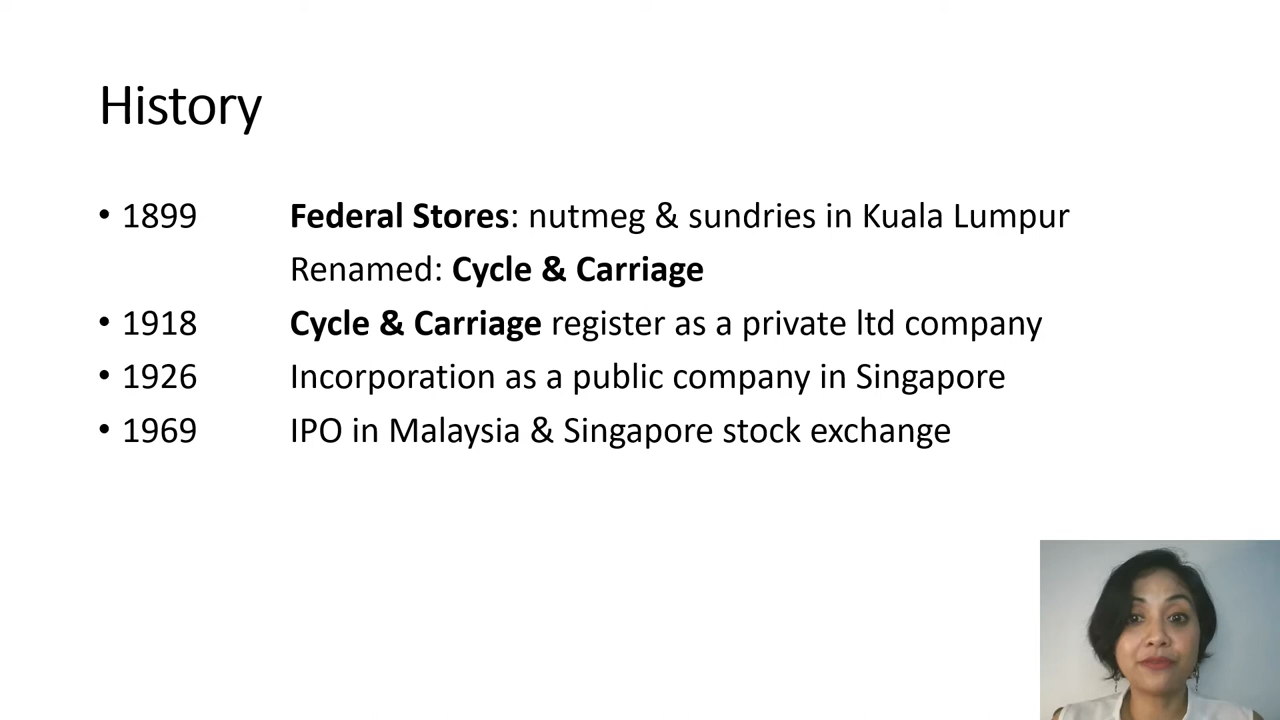 History
• 1899 Federal Stores: nutmeg & sundries in Kuala Lumpur
Renamed: Cycle & Carriage
• 1918 Cycle & Carriage register as a private ltd company
• 1926 Incorporation as a public company in Singapore
• 1969 IPO in Malaysia & Singapore stock exchange